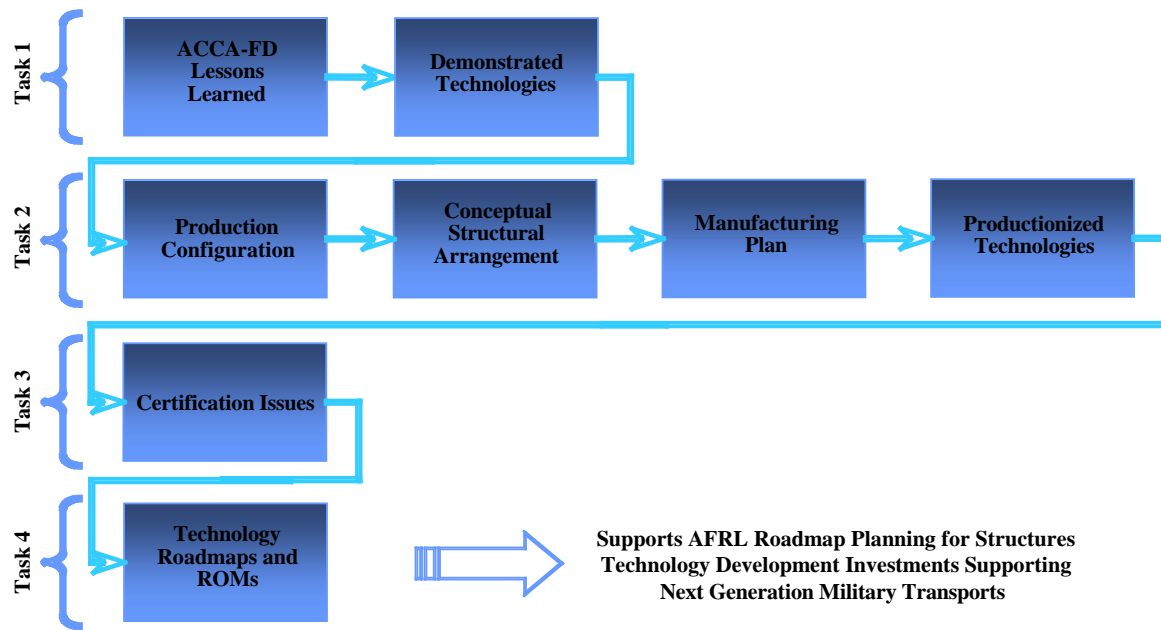 Task 1
ACCA-FD
Lessons
Learned
Demonstrated
Technologies
Task 2
Production
Configuration
Conceptual
Structural
Arrangement
Manufacturing
Plan
Productionized
Technologies
Task 3
Certification Issues
Task 4
Technology
Roadmaps and
ROMs
Supports AFRL Roadmap Planning for Structures
Technology Development Investments Supporting
Next Generation Military Transports